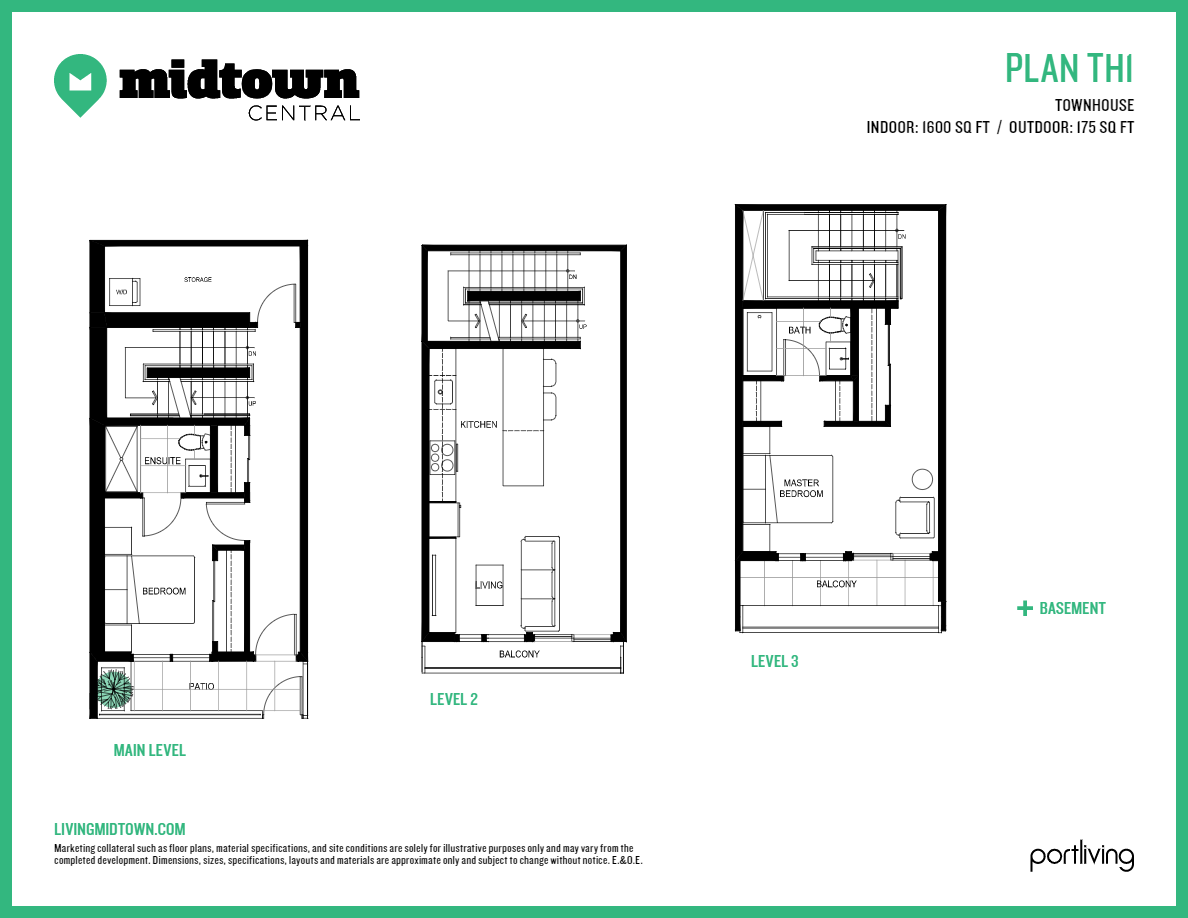 midtown
CENTRAL
PLAN TH1
TOWNHOUSE
INDOOR: 1600 SQ FT / OUTDOOR: 175 SQ FT
STORAGE
W/D
DN
UP
ENSUITE
BEDROOM
PATIO
MAIN LEVEL
DN
UP
KITCHEN
LIVING
BALCONY
LEVEL 2
DN
BATH
MASTER
BEDROOM
BALCONY
LEVEL 3
+ BASEMENT
LIVINGMIDTOWN.COM
Marketing collateral such as floor plans, material specifications, and site conditions are solely for illustrative purposes only and may vary from the
completed development. Dimensions, sizes, specifications, layouts and materials are approximate only and subject to change without notice. E.&O.E.
portliving